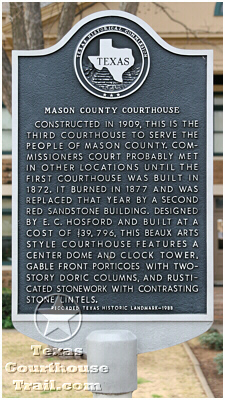 TEXAS HISTORICAL COMMISSION
TEXAS
MASON COUNTY COURTHOUSE
CONSTRUCTED IN 1909, THIS IS THE
THIRD COURTHOUSE TO SERVE THE
PEOPLE OF MASON COUNTY. COM-
MISSIONERS COURT PROBABLY MET
IN OTHER LOCATIONS UNTIL THE
FIRST COURTHOUSE WAS BUILT IN
1872. IT BURNED IN 1877 AND WAS
REPLACED THAT YEAR BY A SECOND
RED SANDSTONE BUILDING. DESIGNED
BY E. C. HOSFORD AND BUILT AT A
COST OF $39,796, THIS BEAUX ARTS
STYLE COURTHOUSE FEATURES A
CENTER DOME AND CLOCK TOWER,
GABLE FRONT PORTICOES WITH TWO-
STORY DORIC COLUMNS, AND RUSTI-
CATED STONEWORK WITH CONTRASTING
STONE LINTELS.
RECORDED TEXAS HISTORIC LANDMARK-1988
Texas
Courthouse
Trail.com